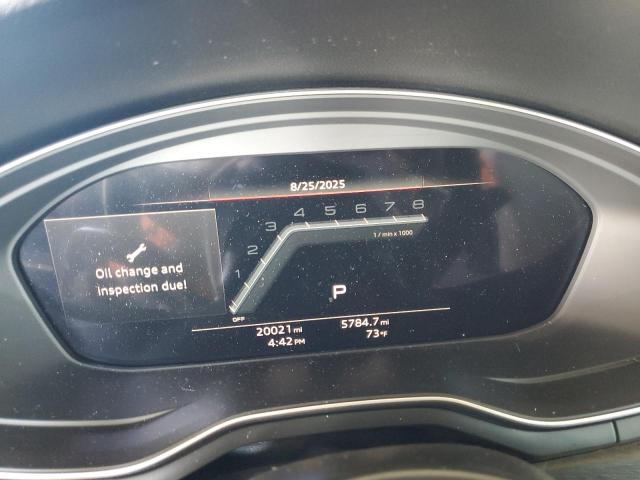 8/25/2025
Oil change and
inspection due!
1 2 3 4 5 6 7 8
1 / min x 1000
OFF
P
20021 mi 5784.7 mi
4:42 PM 73 °F